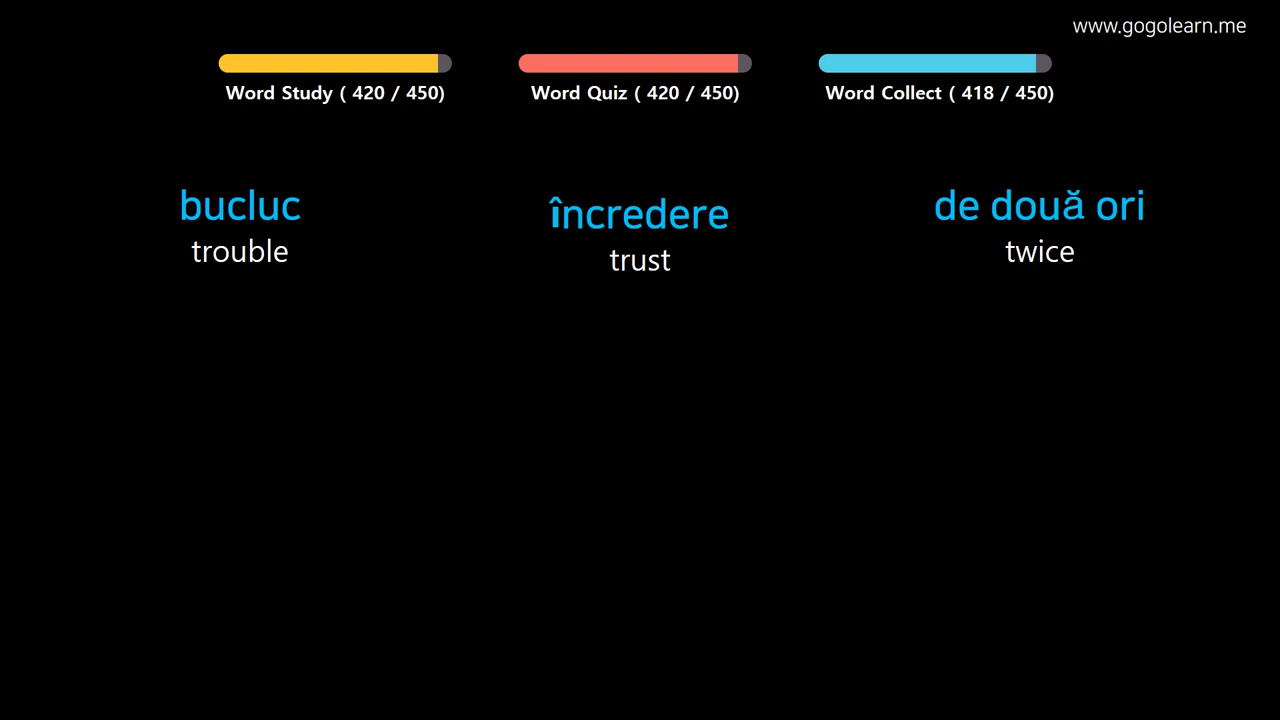 www.gogolearn.me
Word Study ( 420 / 450)
Word Quiz ( 420 / 450)
Word Collect ( 418 / 450)
bucluc
trouble
încredere
trust
de două ori
twice